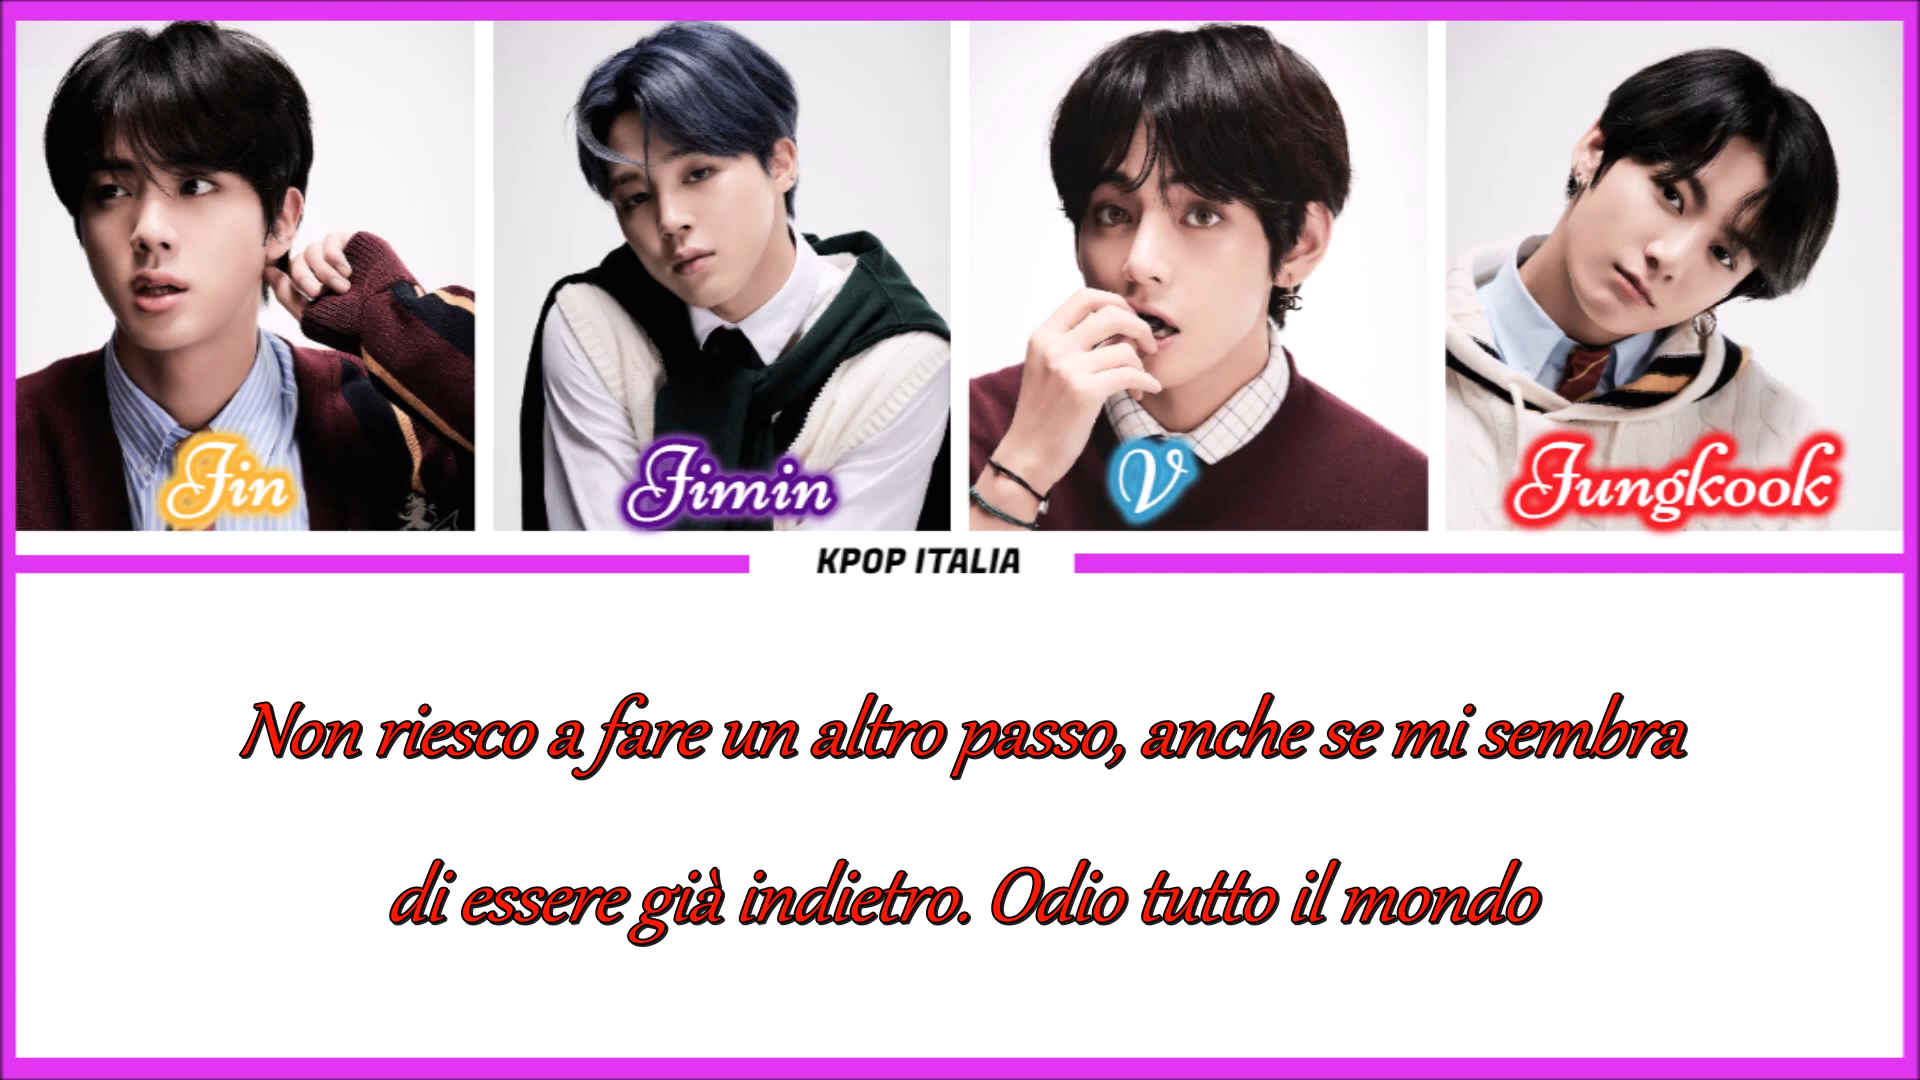 Jin
Jimin
V
Jungkook
KPOP ITALIA
Non riesco a fare un altro passo, anche se mi sembra
di essere già indietro. Odio tutto il mondo